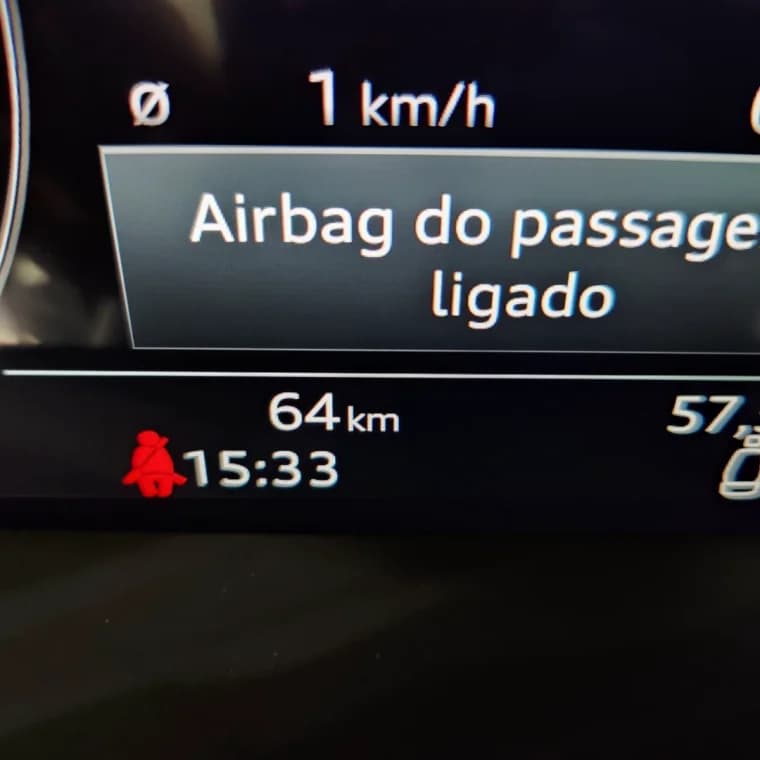 Ø 1 km/h
Airbag do passage
ligado
64 km 57,
15:33